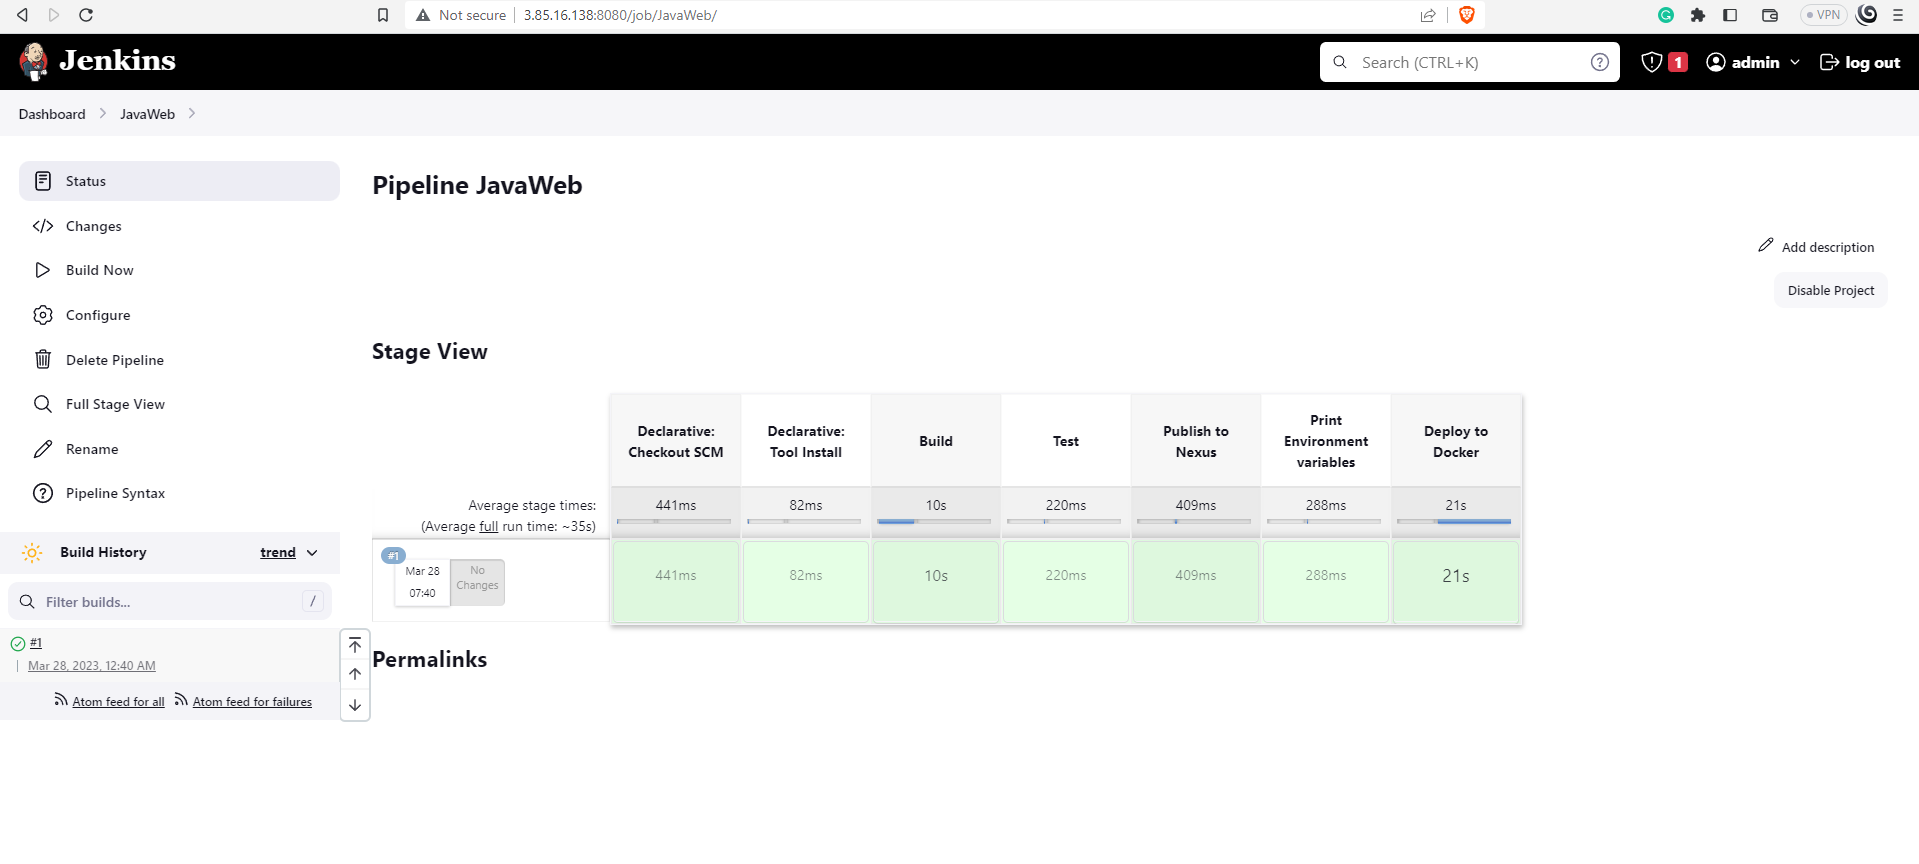 Not secure
3.85.16.138:8080/job/JavaWeb/
VPN
Jenkins
Search (CTRL+K)
?
1
admin
log out
Dashboard
JavaWeb
Status
Changes
Build Now
Configure
Delete Pipeline
Full Stage View
Rename
Pipeline Syntax
Build History
trend
Filter builds...
/
#1
Mar 28, 2023, 12:40 AM
Atom feed for all
Atom feed for failures
Pipeline JavaWeb
Add description
Disable Project
Stage View
Declarative:
Checkout SCM
Declarative:
Tool Install
Build
Test
Publish to
Nexus
Print
Environment
variables
Deploy to
Docker
Average stage times:
(Average full run time: ~35s)
441ms
82ms
10s
220ms
409ms
288ms
21s
#1
Mar 28
07:40
No
Changes
441ms
82ms
10s
220ms
409ms
288ms
21s
Permalinks